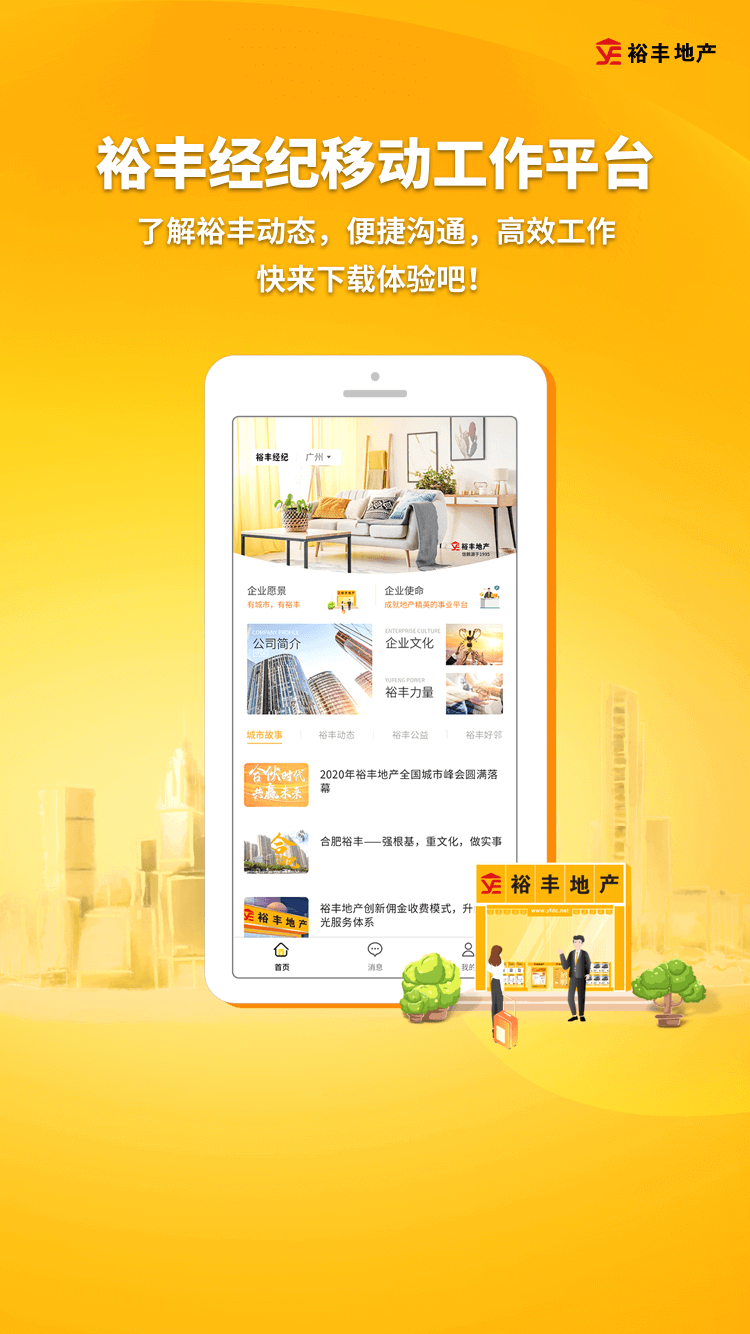 裕丰地产
裕丰经纪移动工作平台
了解裕丰动态，便捷沟通，高效工作
快来下载体验吧！
裕丰经纪 广州
裕丰地产
企业愿景
有城市，有裕丰
企业使命
成就地产精英的事业平台
COMPANY PROFILE
公司简介
ENTERPRISE CULTURE
企业文化
YUFENG POWER
裕丰力量
城市故事 裕丰动态 裕丰公益 裕丰好邻
合伙时代
共赢未来
2020年裕丰地产全国城市峰会圆满落
幕
合肥裕丰——强根基，重文化，做实事
裕丰地产
裕丰地产创新佣金收费模式，升
光服务体系
裕丰地产
www.yfdc.net
首页 消息 我的